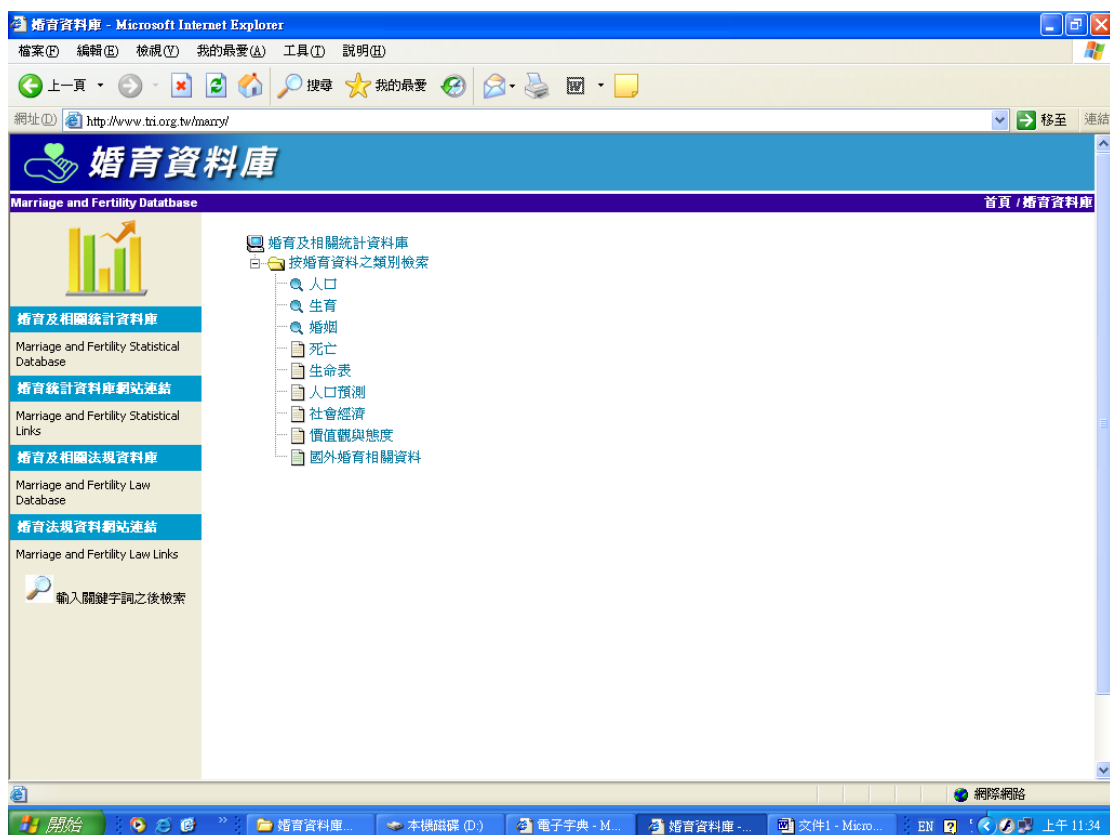 婚育資料庫 - Microsoft Internet Explorer
檔案(F) 編輯(E) 檢視(V) 我的最愛(A) 工具(T) 說明(H)
上一頁 搜尋 我的最愛
網址(D) http://www.tri.org.tw/marry/ 移至 連結
婚育資料庫
Marriage and Fertility Datatbase 首頁 / 婚育資料庫
婚育及相關統計資料庫
按婚育資料之類別檢索
人口
生育
婚姻
死亡
生命表
人口預測
社會經濟
價值觀與態度
國外婚育相關資料
婚育及相關統計資料庫
Marriage and Fertility Statistical
Database
婚育統計資料庫網站連結
Marriage and Fertility Statistical
Links
婚育及相關法規資料庫
Marriage and Fertility Law
Database
婚育法規資料網站連結
Marriage and Fertility Law Links
輸入關鍵字詞之後檢索
網際網路
開始 婚育資料庫... 本機磁碟 (D:) 電子字典 - M... 婚育資料庫 -... 文件1 - Micro... EN 上午 11:34